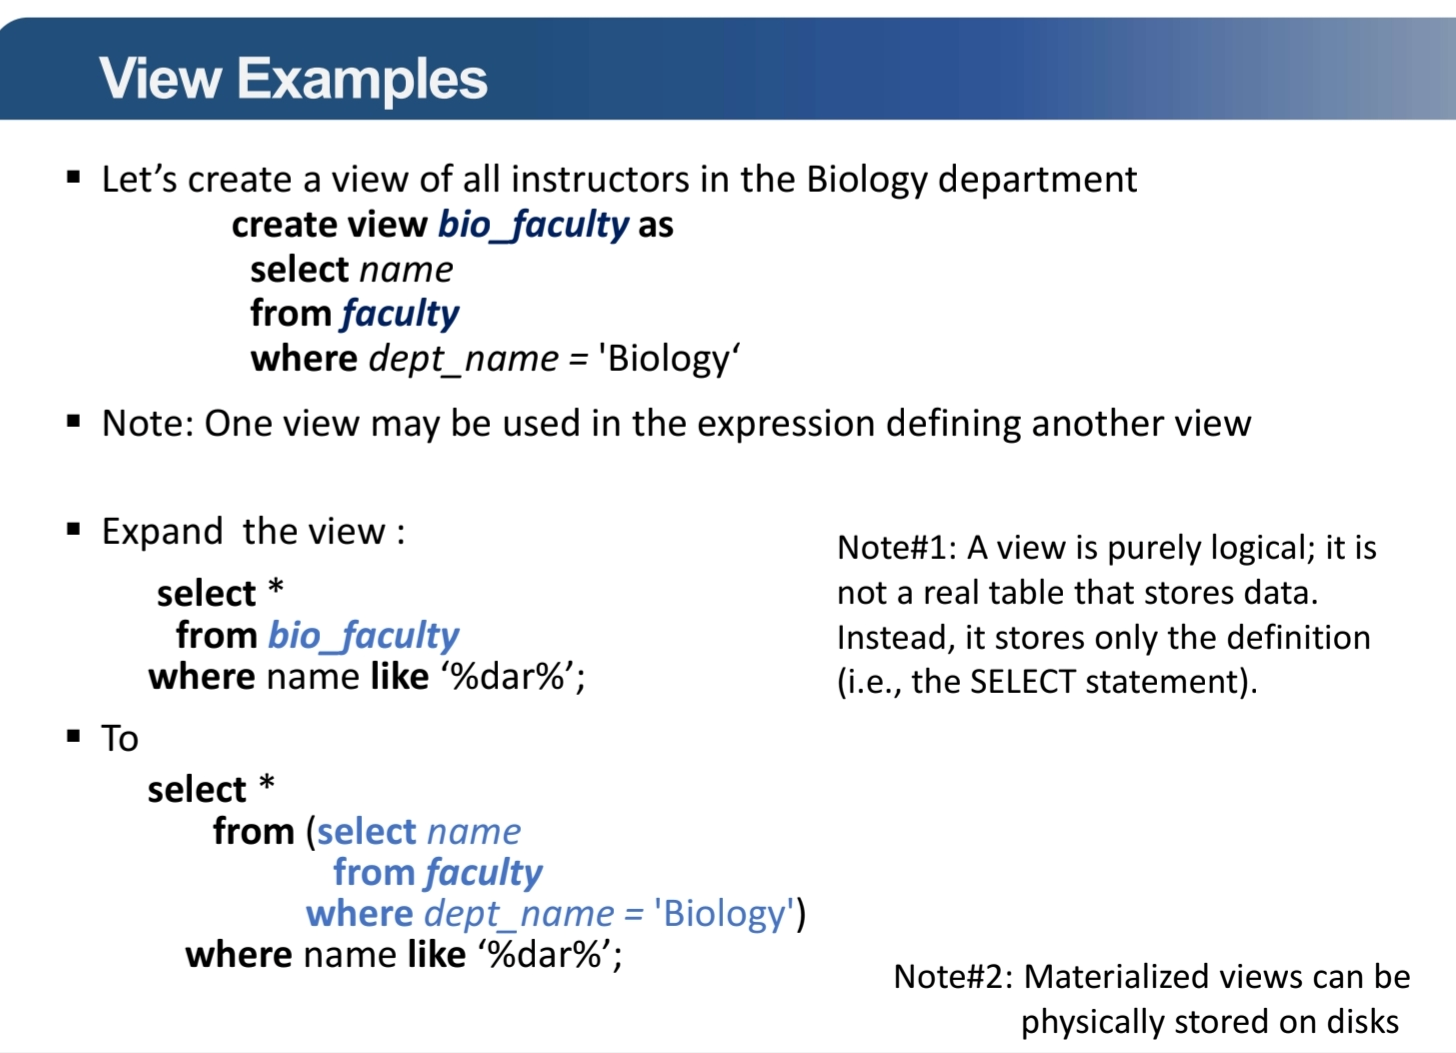 View Examples
▪ Let’s create a view of all instructors in the Biology department
create view bio_faculty as
select name
from faculty
where dept_name = 'Biology‘
▪ Note: One view may be used in the expression defining another view
▪ Expand  the view :
select *
from bio_faculty
where name like ‘%dar%’;
Note#1: A view is purely logical; it is
not a real table that stores data.
Instead, it stores only the definition
(i.e., the SELECT statement).
▪ To
select *
from (select name
from faculty
where dept_name = 'Biology')
where name like ‘%dar%’;
Note#2: Materialized views can be
physically stored on disks